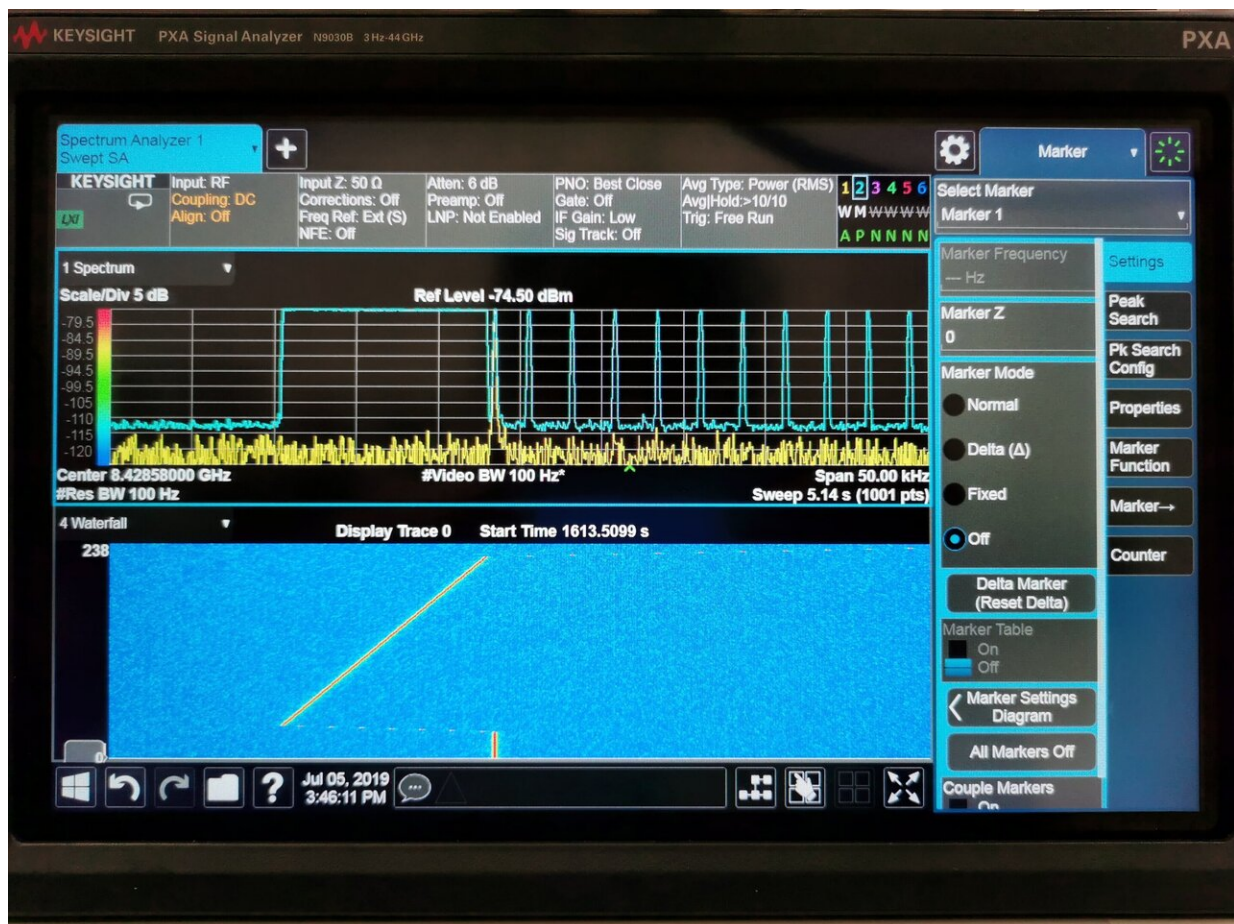 KEYSIGHT PXA Signal Analyzer N9030B 3Hz-44GHz
PXA
Spectrum Analyzer 1
Swept SA
+
Marker
KEYSIGHT
LXI
Input: RF
Coupling: DC
Align: Off
Input Z: 50 Ω
Corrections: Off
Freq Ref: Ext (S)
NFE: Off
Atten: 6 dB
Preamp: Off
LNP: Not Enabled
PNO: Best Close
Gate: Off
IF Gain: Low
Sig Track: Off
Avg Type: Power (RMS)
Avg|Hold:>10/10
Trig: Free Run
1 2 3 4 5 6
W M W W W W
A P N N N N
1 Spectrum
Scale/Div 5 dB
Ref Level -74.50 dBm
-79.5
-84.5
-89.5
-94.5
-99.5
-105
-110
-115
-120
Center 8.42858000 GHz
#Video BW 100 Hz*
Span 50.00 kHz
#Res BW 100 Hz
Sweep 5.14 s (1001 pts)
4 Waterfall
Display Trace 0
Start Time 1613.5099 s
238
0
?
Jul 05, 2019
3:46:11 PM
Select Marker
Marker 1
Marker Frequency
--- Hz
Marker Z
0
Marker Mode
Normal
Delta (Δ)
Fixed
Off
Delta Marker
(Reset Delta)
Marker Table
On
Off
Marker Settings
Diagram
All Markers Off
Couple Markers
On
Settings
Peak
Search
Pk Search
Config
Properties
Marker
Function
Marker→
Counter